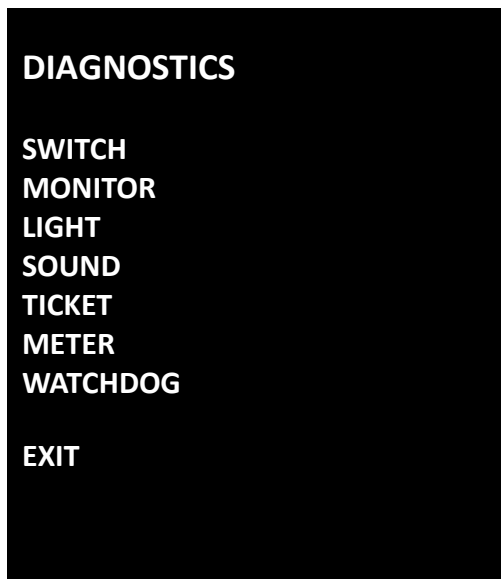 DIAGNOSTICS
SWITCH
MONITOR
LIGHT
SOUND
TICKET
METER
WATCHDOG
EXIT